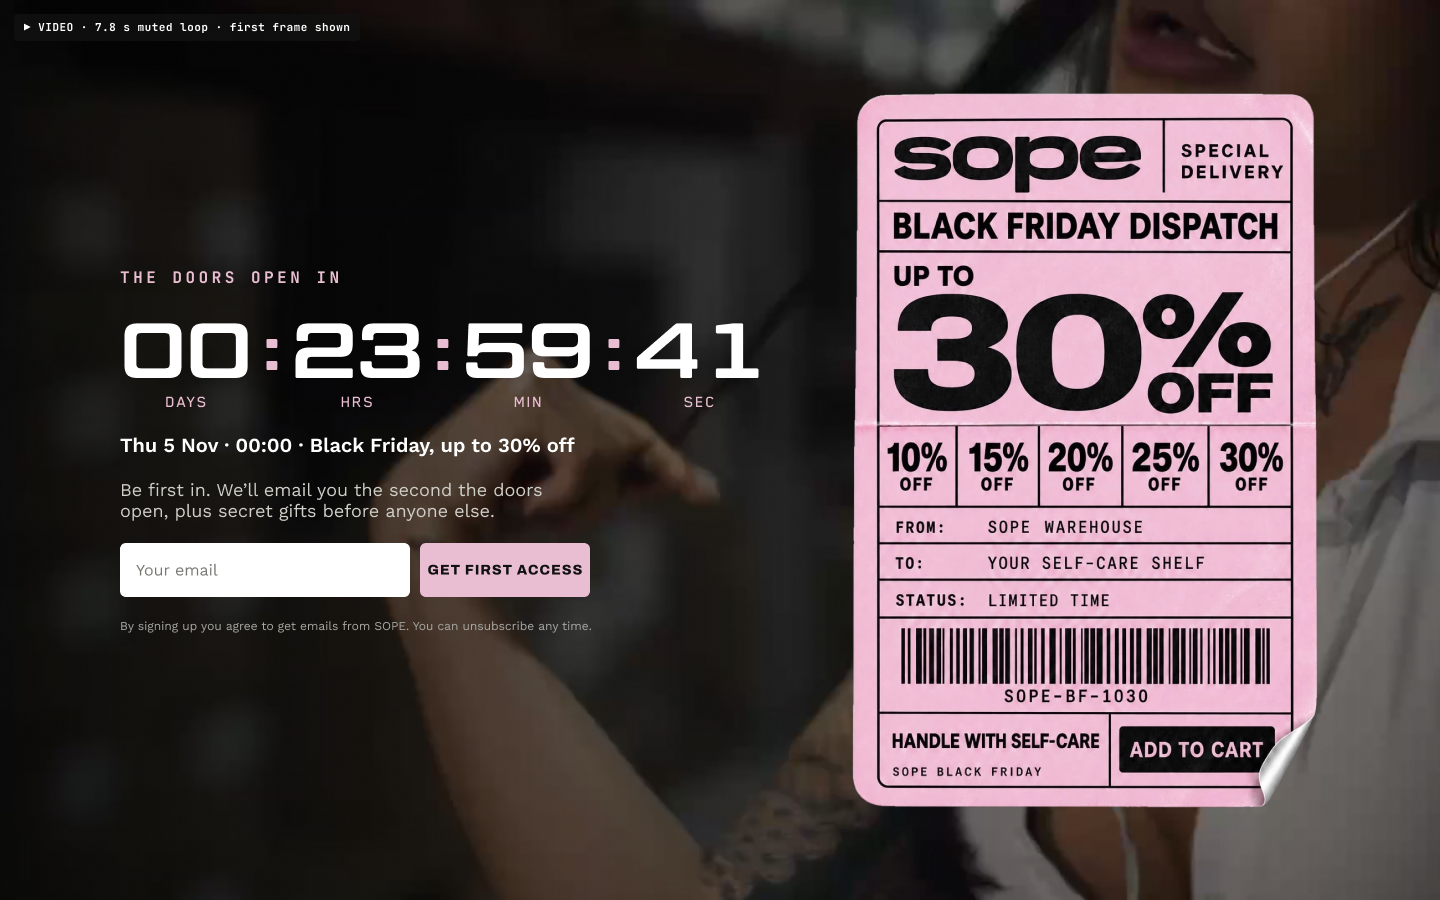 ▶ VIDEO · 7.8 s muted loop · first frame shown
THE DOORS OPEN IN
00:23:59:41
DAYS HRS MIN SEC
Thu 5 Nov · 00:00 · Black Friday, up to 30% off
Be first in. We’ll email you the second the doors
open, plus secret gifts before anyone else.
Your email
GET FIRST ACCESS
By signing up you agree to get emails from SOPE. You can unsubscribe any time.
sope
SPECIAL
DELIVERY
BLACK FRIDAY DISPATCH
UP TO
30%
OFF
10% OFF
15% OFF
20% OFF
25% OFF
30% OFF
FROM: SOPE WAREHOUSE
TO: YOUR SELF-CARE SHELF
STATUS: LIMITED TIME
SOPE-BF-1030
HANDLE WITH SELF-CARE
SOPE BLACK FRIDAY
ADD TO CART